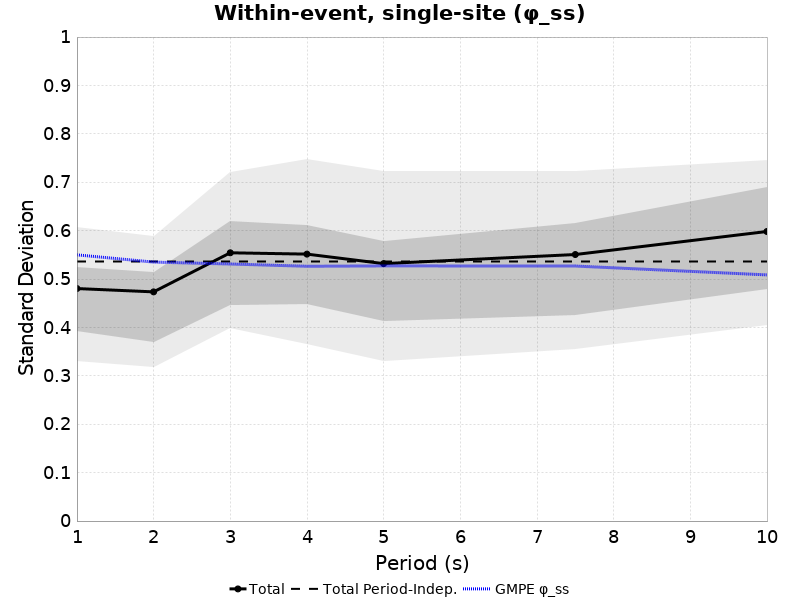 Within-event, single-site (φ_ss)
1
0.9
0.8
0.7
0.6
0.5
0.4
0.3
0.2
0.1
0
Standard Deviation
1 2 3 4 5 6 7 8 9 10
Period (s)
Total Total Period-Indep. GMPE φ_ss